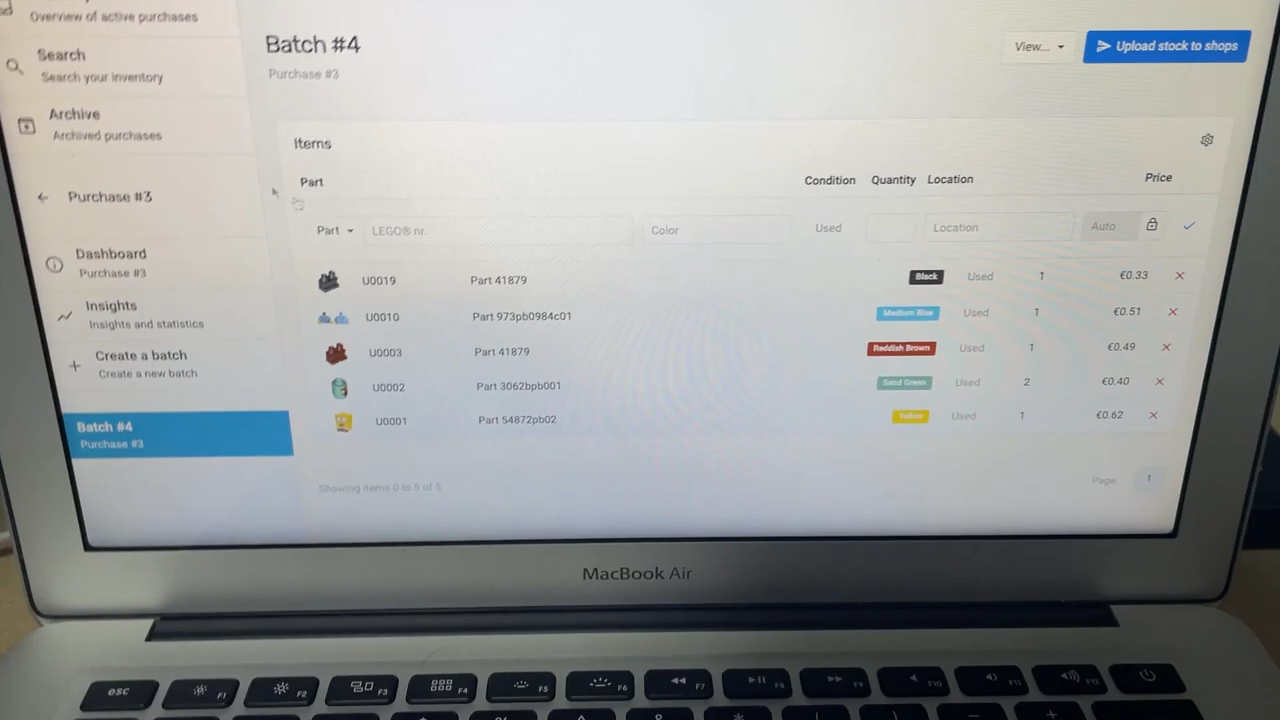 Overview of active purchases
Search
Search your inventory
Archive
Archived purchases
Purchase #3
Dashboard
Purchase #3
Insights
Insights and statistics
Create a batch
Create a new batch
Batch #4
Purchase #3
Batch #4
Purchase #3
View...
Upload stock to shops
Items
Part Condition Quantity Location Price
Part LEGO® nr. Color Used Location Auto
U0019 Part 41879 Black Used 1 €0.33
U0010 Part 973pb0984c01 Medium Blue Used 1 €0.51
U0003 Part 41879 Reddish Brown Used 1 €0.49
U0002 Part 3062bpb001 Sand Green Used 2 €0.40
U0001 Part 54872pb02 Yellow Used 1 €0.62
Showing items 0 to 5 of 5
Page: 1
MacBook Air
esc F1 F2 F3 F4 F5 F6 F7 F8 F9 F10 F11 F12